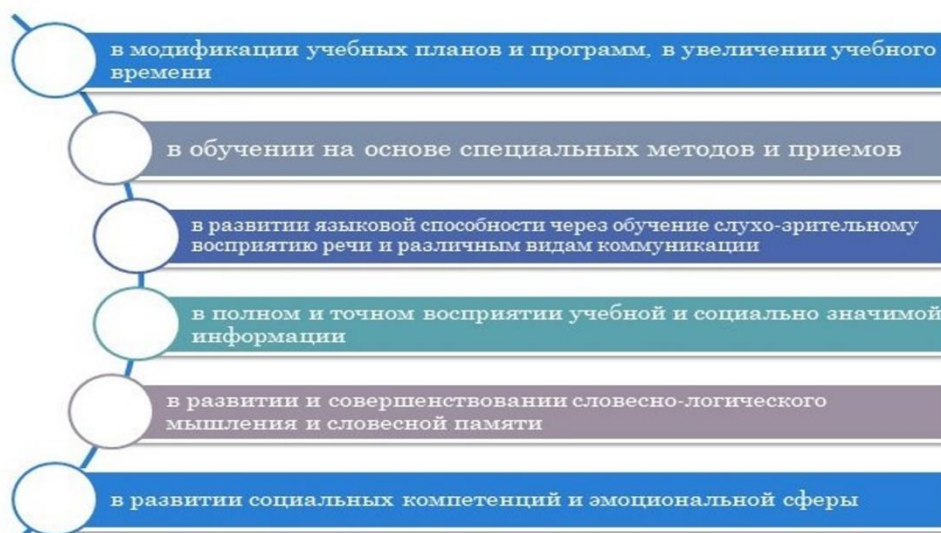 в модификации учебных планов и программ, в увеличении учебного
времени
в обучении на основе специальных методов и приемов
в развитии языковой способности через обучение слухо-зрительному
восприятию речи и различным видам коммуникации
в полном и точном восприятии учебной и социально значимой
информации
в развитии и совершенствовании словесно-логического
мышления и словесной памяти
в развитии социальных компетенций и эмоциональной сферы